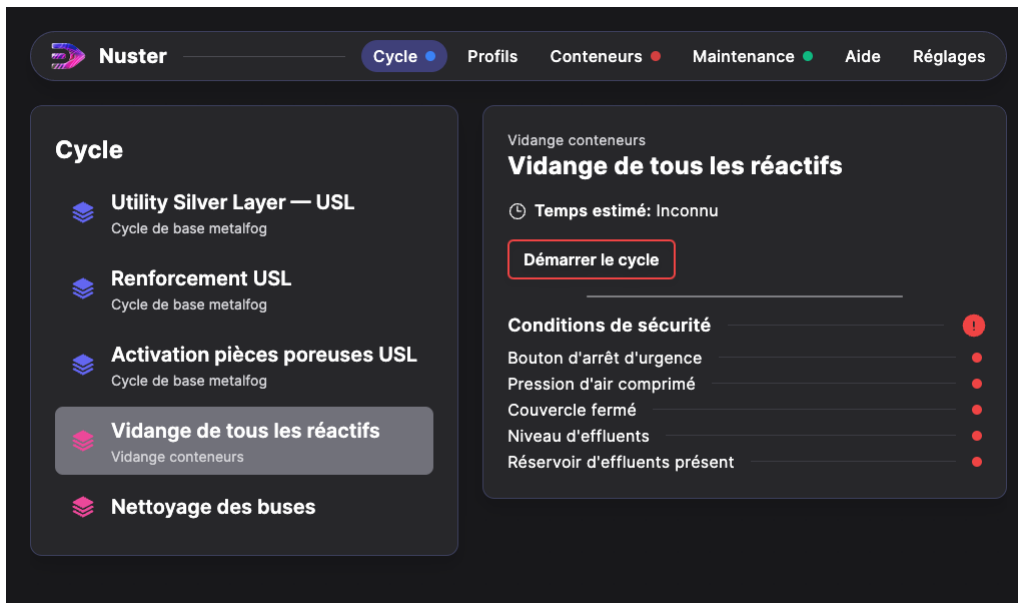 Nuster
Cycle
Profils
Conteneurs
Maintenance
Aide
Réglages
Cycle
Utility Silver Layer — USL
Cycle de base metalfog
Renforcement USL
Cycle de base metalfog
Activation pièces poreuses USL
Cycle de base metalfog
Vidange de tous les réactifs
Vidange conteneurs
Nettoyage des buses
Vidange conteneurs
Vidange de tous les réactifs
Temps estimé: Inconnu
Démarrer le cycle
Conditions de sécurité
!
Bouton d'arrêt d'urgence
Pression d'air comprimé
Couvercle fermé
Niveau d'effluents
Réservoir d'effluents présent